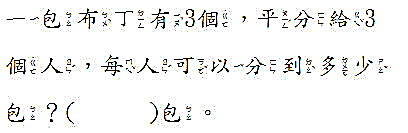 一包布丁有3個，平分給3
個人，每人可以分到多少
包？(　　　)包。